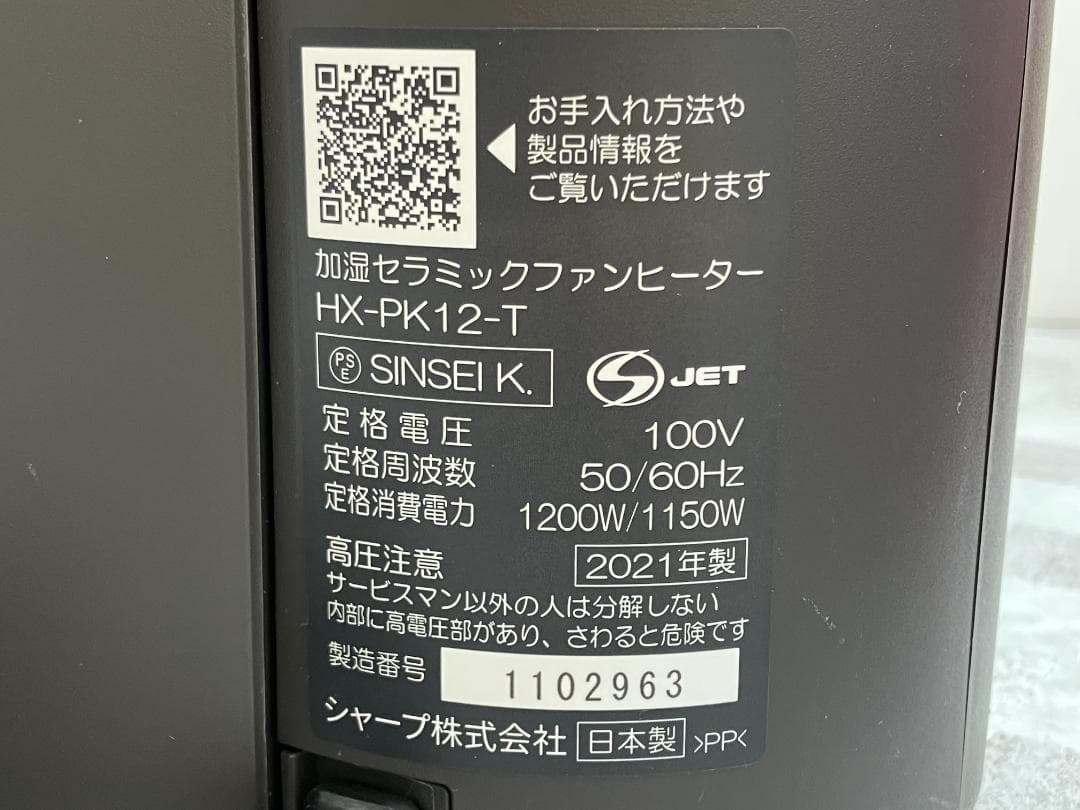 お手入れ方法や
製品情報を
ご覧いただけます
加湿セラミックファンヒーター
HX-PK12-T
PSE SINSEI K.
S JET
定格電圧 100V
定格周波数 50/60Hz
定格消費電力 1200W/1150W
高圧注意 2021年製
サービスマン以外の人は分解しない
内部に高電圧部があり、さわると危険です
製造番号 1102963
シャープ株式会社 日本製 >PP<